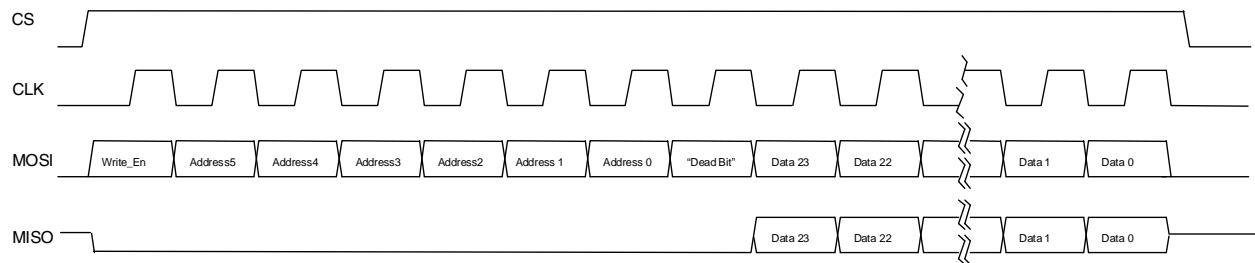 CS
CLK
MOSI Write_En Address5 Address4 Address3 Address2 Address 1 Address 0 “Dead Bit” Data 23 Data 22 Data 1 Data 0
MISO Data 23 Data 22 Data 1 Data 0